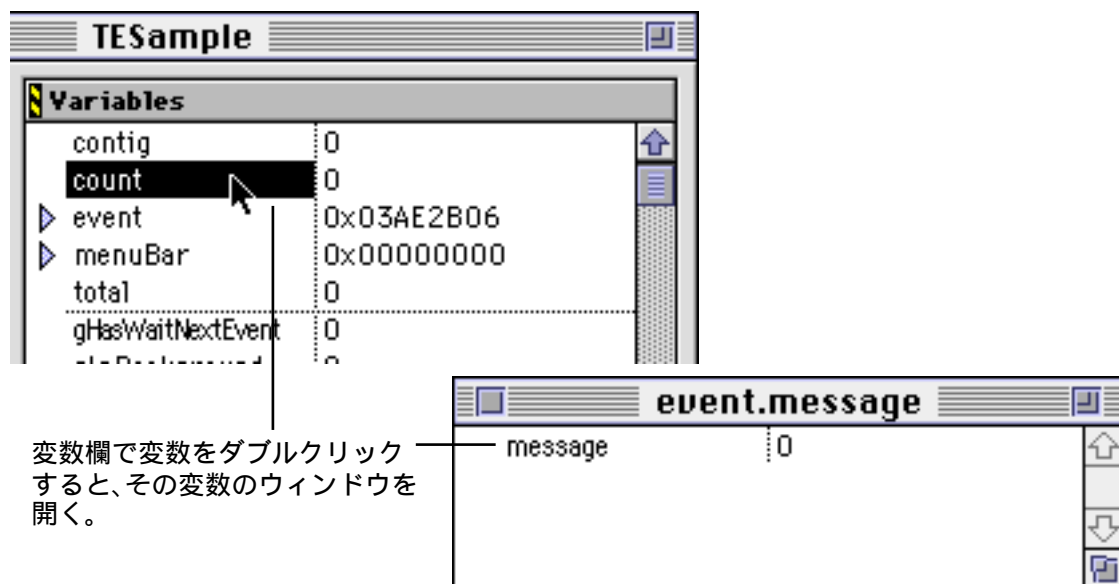 TESample
Variables
contig 0
count 0
event 0x03AE2B06
menuBar 0x00000000
total 0
gHasWaitNextEvent 0
event.message
message 0
変数欄で変数をダブルクリック
すると、その変数のウィンドウを
開く。